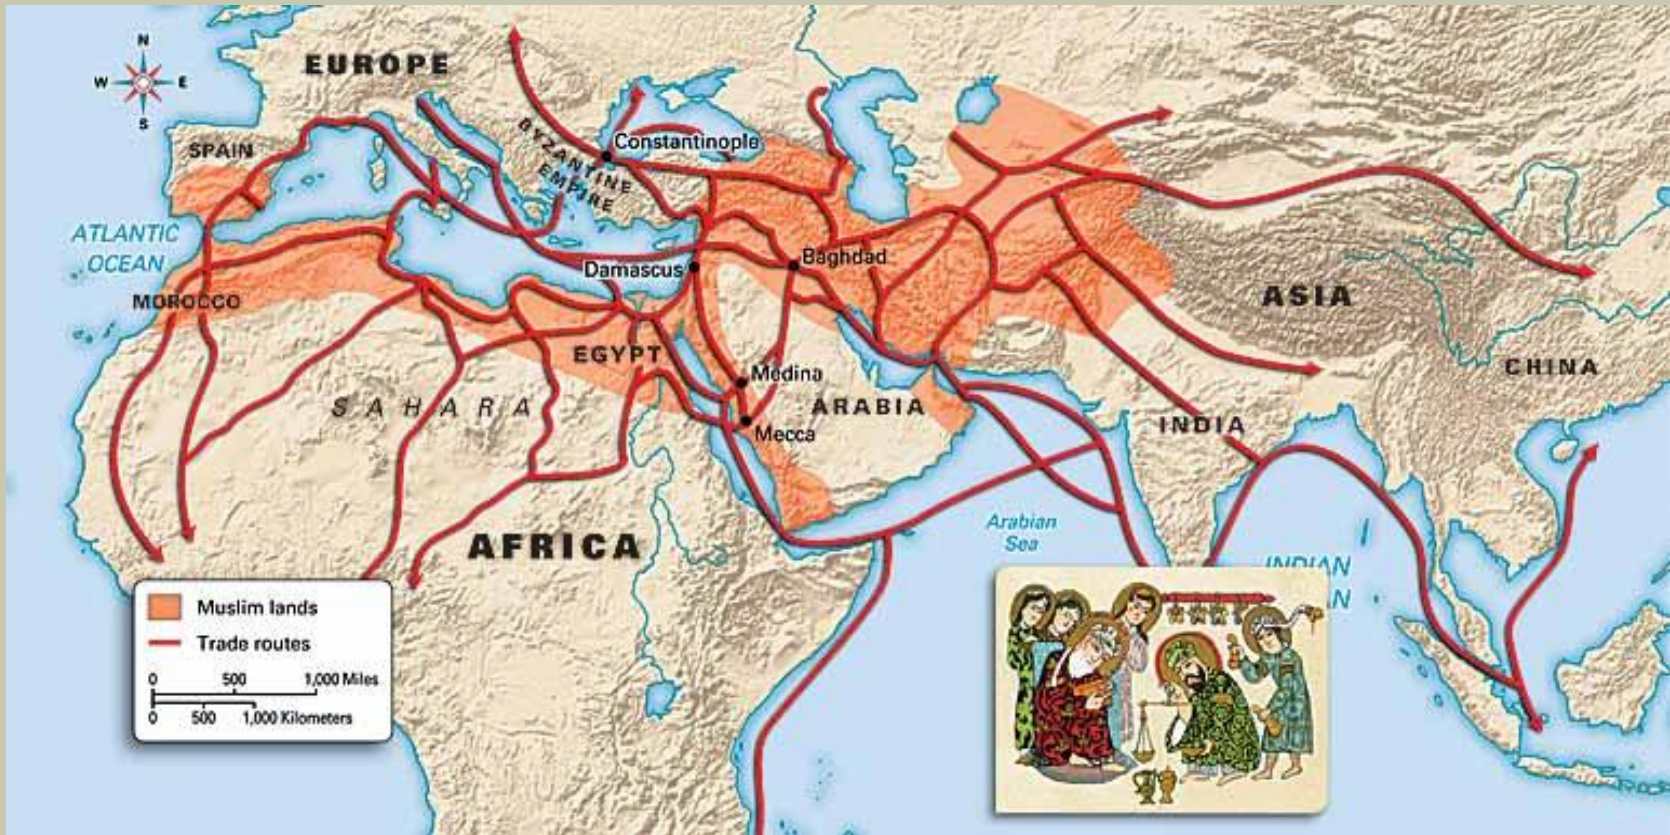 N
W E
S
EUROPE
SPAIN
BYZANTINE
EMPIRE
Constantinople
ATLANTIC
OCEAN
MOROCCO
Damascus
Baghdad
ASIA
CHINA
EGYPT
SAHARA
Medina
ARABIA
Mecca
INDIA
AFRICA
Arabian
Sea
INDIAN
Muslim lands
Trade routes
0 500 1,000 Miles
0 500 1,000 Kilometers